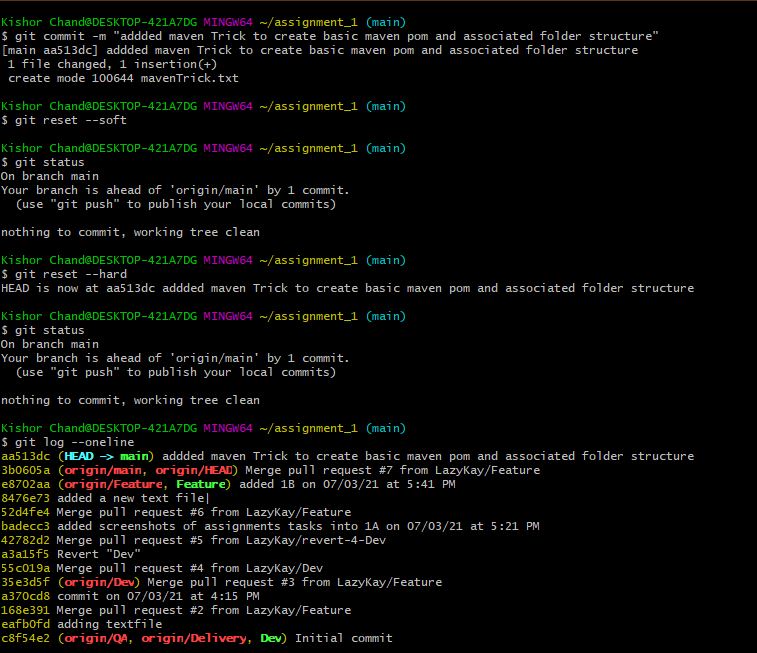 Kishor Chand@DESKTOP-421A7DG MINGW64 ~/assignment_1 (main)
$ git commit -m "addded maven Trick to create basic maven pom and associated folder structure"
[main aa513dc] addded maven Trick to create basic maven pom and associated folder structure
 1 file changed, 1 insertion(+)
 create mode 100644 mavenTrick.txt

Kishor Chand@DESKTOP-421A7DG MINGW64 ~/assignment_1 (main)
$ git reset --soft

Kishor Chand@DESKTOP-421A7DG MINGW64 ~/assignment_1 (main)
$ git status
On branch main
Your branch is ahead of 'origin/main' by 1 commit.
  (use "git push" to publish your local commits)

nothing to commit, working tree clean

Kishor Chand@DESKTOP-421A7DG MINGW64 ~/assignment_1 (main)
$ git reset --hard
HEAD is now at aa513dc addded maven Trick to create basic maven pom and associated folder structure

Kishor Chand@DESKTOP-421A7DG MINGW64 ~/assignment_1 (main)
$ git status
On branch main
Your branch is ahead of 'origin/main' by 1 commit.
  (use "git push" to publish your local commits)

nothing to commit, working tree clean

Kishor Chand@DESKTOP-421A7DG MINGW64 ~/assignment_1 (main)
$ git log --oneline
aa513dc (HEAD -> main) addded maven Trick to create basic maven pom and associated folder structure
3b0605a (origin/main, origin/HEAD) Merge pull request #7 from LazyKay/Feature
e8702aa (origin/Feature, Feature) added 1B on 07/03/21 at 5:41 PM
8476e73 added a new text file|
52d4fe4 Merge pull request #6 from LazyKay/Feature
badecc3 added screenshots of assignments tasks into 1A on 07/03/21 at 5:21 PM
42782d2 Merge pull request #5 from LazyKay/revert-4-Dev
a3a15f5 Revert "Dev"
55c019a Merge pull request #4 from LazyKay/Dev
35e3d5f (origin/Dev) Merge pull request #3 from LazyKay/Feature
a370cd8 commit on 07/03/21 at 4:15 PM
168e391 Merge pull request #2 from LazyKay/Feature
eafb0fd adding textfile
c8f54e2 (origin/QA, origin/Delivery, Dev) Initial commit